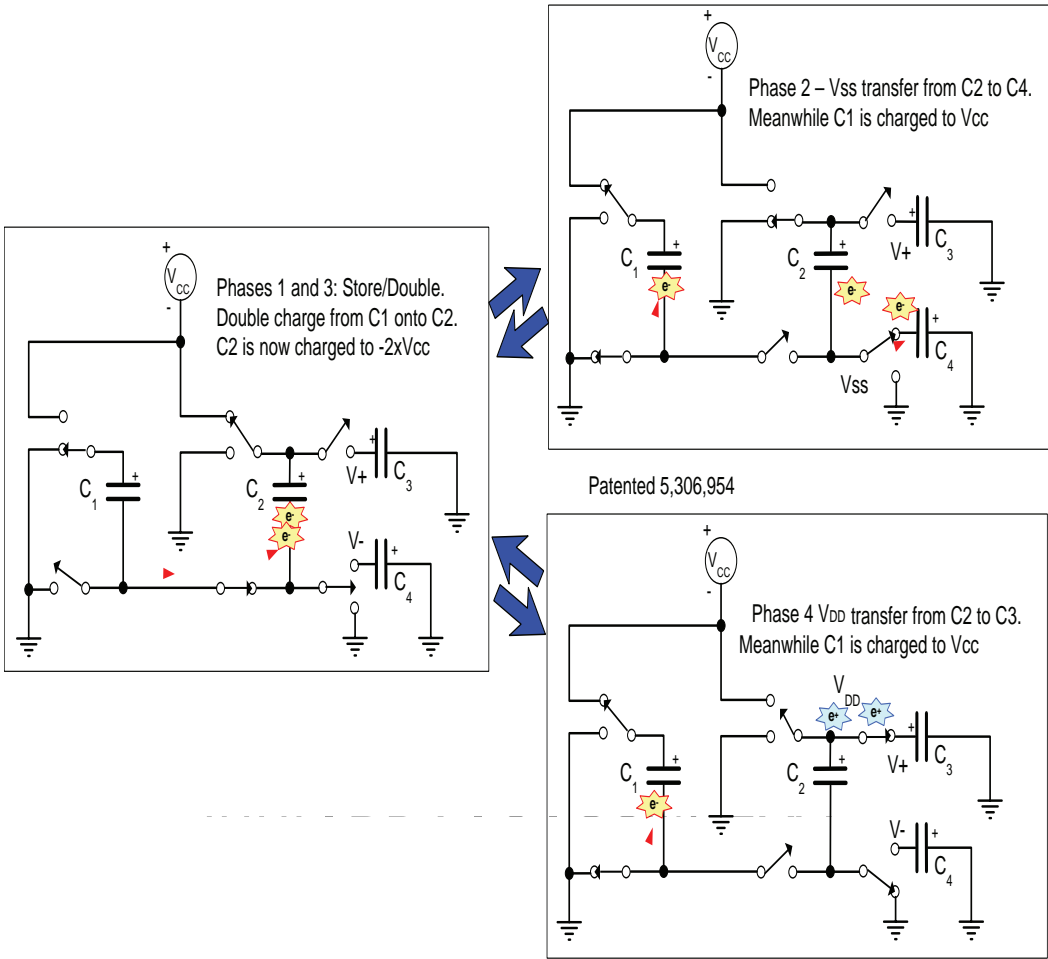 +
VCC
-
Phases 1 and 3: Store/Double.
Double charge from C1 onto C2.
C2 is now charged to -2xVcc
C1
+
C2
+
e-
e-
V+
+
C3
V-
+
C4
+
VCC
-
Phase 2 – Vss transfer from C2 to C4.
Meanwhile C1 is charged to Vcc
C1
+
e-
C2
+
e-
V+
+
C3
e-
+
C4
Vss
Patented 5,306,954
+
VCC
-
Phase 4 VDD transfer from C2 to C3.
Meanwhile C1 is charged to Vcc
VDD
e+
e+
C1
+
e-
C2
+
V+
+
C3
V-
+
C4